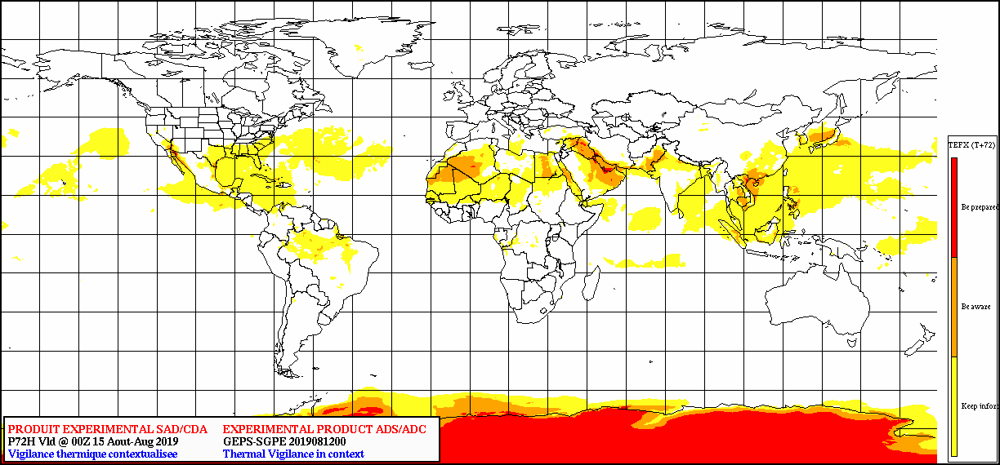 TEFX (T+72)
Be prepared
Be aware
Keep infor
PRODUIT EXPERIMENTAL SAD/CDA EXPERIMENTAL PRODUCT ADS/ADC
P72H Vld @ 00Z 15 Aout-Aug 2019 GEPS-SGPE 2019081200
Vigilance thermique contextualisee Thermal Vigilance in context